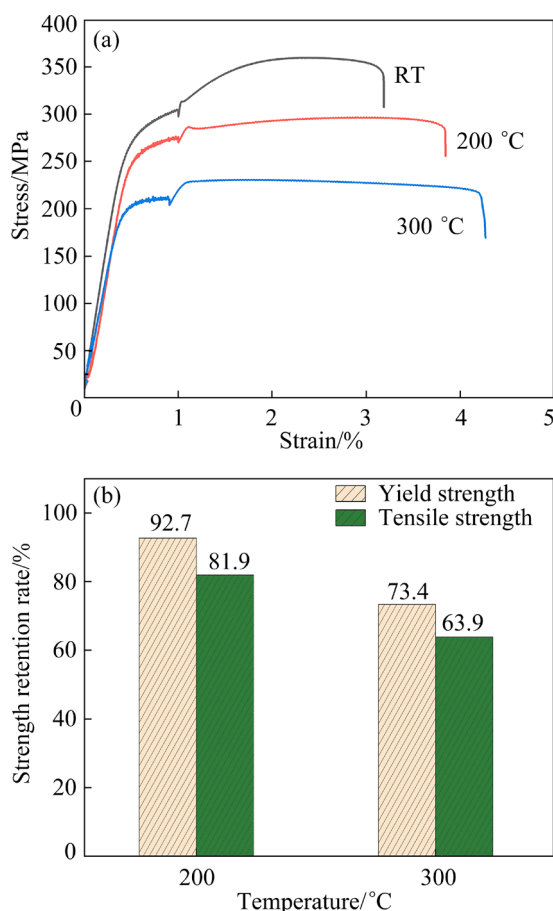 (a)
Stress/MPa
400
350
300
250
200
150
100
50
0
RT
200 °C
300 °C
1
2
3
4
5
Strain/%
(b)
Yield strength
Tensile strength
Strength retention rate/%
100
80
60
40
20
0
92.7
81.9
73.4
63.9
200
300
Temperature/°C